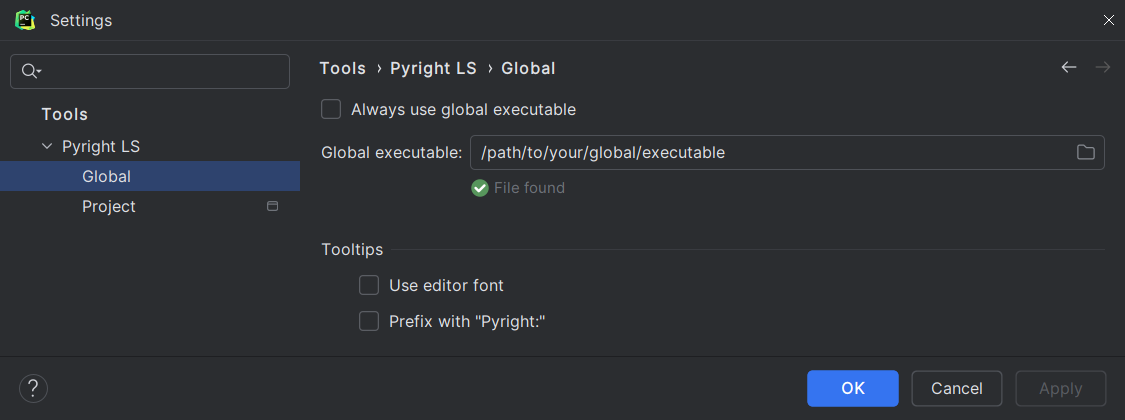 PC
Settings
Tools
Pyright LS
Global
Project
Tools › Pyright LS › Global
Always use global executable
Global executable: /path/to/your/global/executable
File found
Tooltips
Use editor font
Prefix with "Pyright:"
?
OK
Cancel
Apply